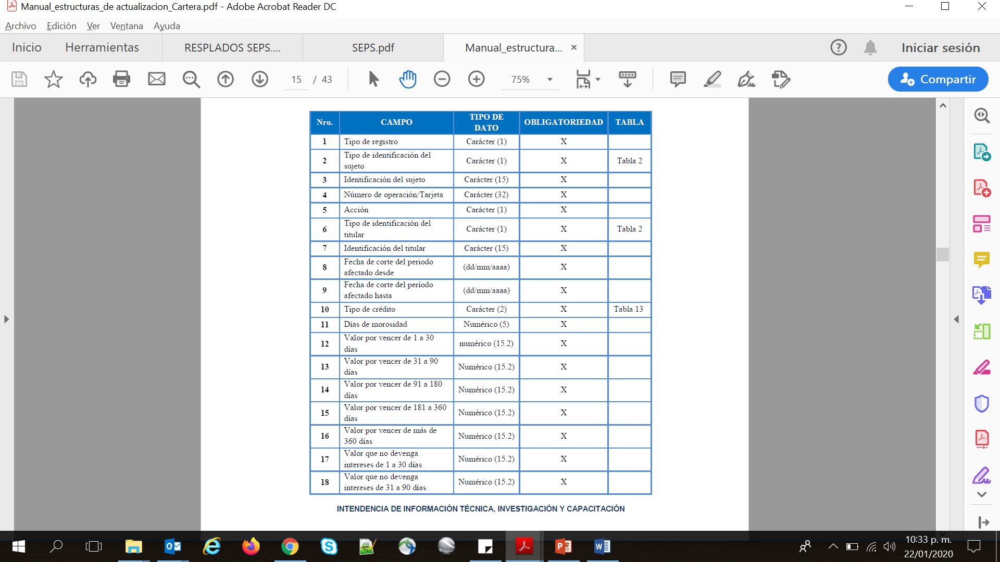 Manual_estructuras_de actualizacion_Cartera.pdf - Adobe Acrobat Reader DC
Archivo Edición Ver Ventana Ayuda
Inicio Herramientas RESPLADOS SEPS.... SEPS.pdf Manual_estructura... × Iniciar sesión
15 / 43 75% Compartir
Nro. CAMPO TIPO DE DATO OBLIGATORIEDAD TABLA
1 Tipo de registro Carácter (1) X
2 Tipo de identificación del sujeto Carácter (1) X Tabla 2
3 Identificación del sujeto Carácter (15) X
4 Número de operación/Tarjeta Carácter (32) X
5 Acción Carácter (1) X
6 Tipo de identificación del titular Carácter (1) X Tabla 2
7 Identificación del titular Carácter (15) X
8 Fecha de corte del periodo afectado desde (dd/mm/aaaa) X
9 Fecha de corte del período afectado hasta (dd/mm/aaaa) X
10 Tipo de crédito Carácter (2) X Tabla 13
11 Días de morosidad Numérico (5) X
12 Valor por vencer de 1 a 30 días numérico (15.2) X
13 Valor por vencer de 31 a 90 días Numérico (15.2) X
14 Valor por vencer de 91 a 180 días Numérico (15.2) X
15 Valor por vencer de 181 a 360 días Numérico (15.2) X
16 Valor por vencer de más de 360 días Numérico (15.2) X
17 Valor que no devenga intereses de 1 a 30 días Numérico (15.2) X
18 Valor que no devenga intereses de 31 a 90 días Numérico (15.2) X
INTENDENCIA DE INFORMACIÓN TÉCNICA, INVESTIGACIÓN Y CAPACITACIÓN
10:33 p. m.
22/01/2020